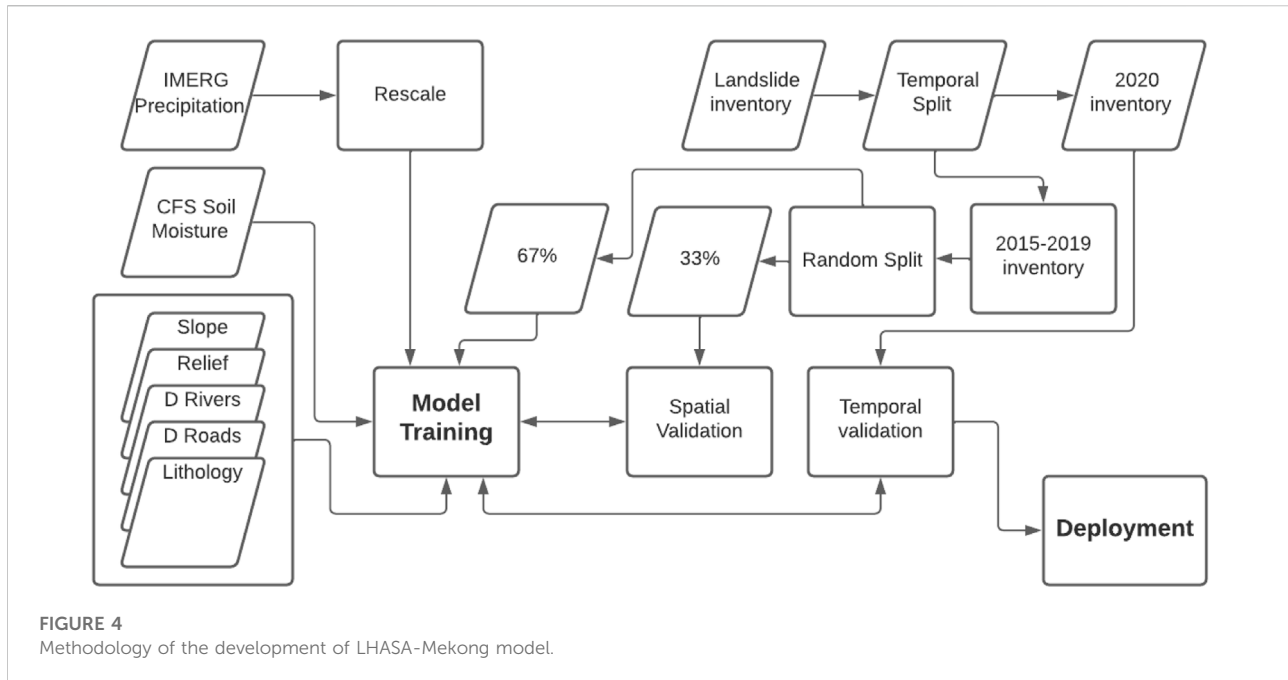 IMERG
Precipitation
Rescale
Landslide
inventory
Temporal
Split
2020
inventory
CFS Soil
Moisture
67%
33%
Random Split
2015-2019
inventory
Slope
Relief
D Rivers
D Roads
Lithology
Model
Training
Spatial
Validation
Temporal
validation
Deployment
FIGURE 4
Methodology of the development of LHASA-Mekong model.